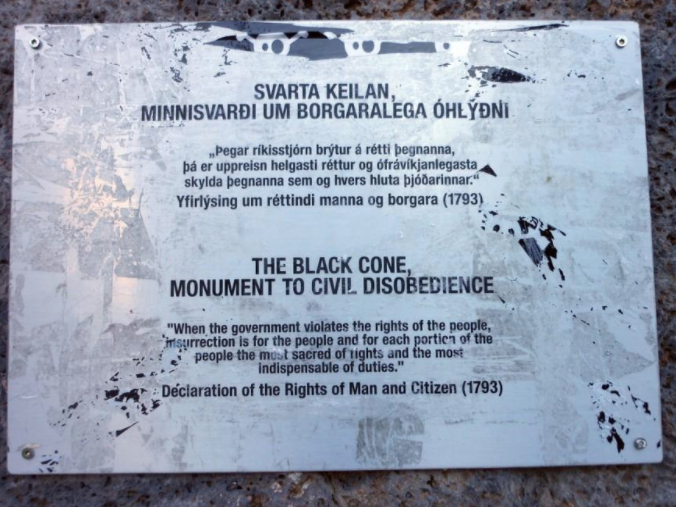 SVARTA KEILAN,
MINNISVARÐI UM BORGARALEGA ÓHLÝÐNI
„Þegar ríkisstjórn brýtur á rétti þegnanna,
þá er uppreisn helgasti réttur og ófrávíkjanlegasta
skylda þegnanna sem og hvers hluta þjóðarinnar.“
Yfirlýsing um réttindi manna og borgara (1793)
THE BLACK CONE,
MONUMENT TO CIVIL DISOBEDIENCE
"When the government violates the rights of the people,
insurrection is for the people and for each portion of the
people the most sacred of rights and the most
indispensable of duties."
Declaration of the Rights of Man and Citizen (1793)